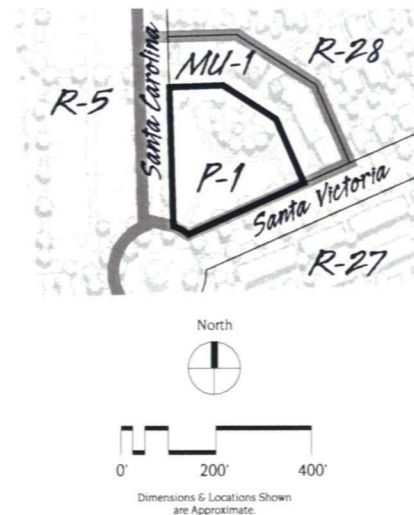 R-28
MU-1
R-5
Santa Carolina
P-1
Santa Victoria
R-27
North
0' 200' 400'
Dimensions & Locations Shown
are Approximate.